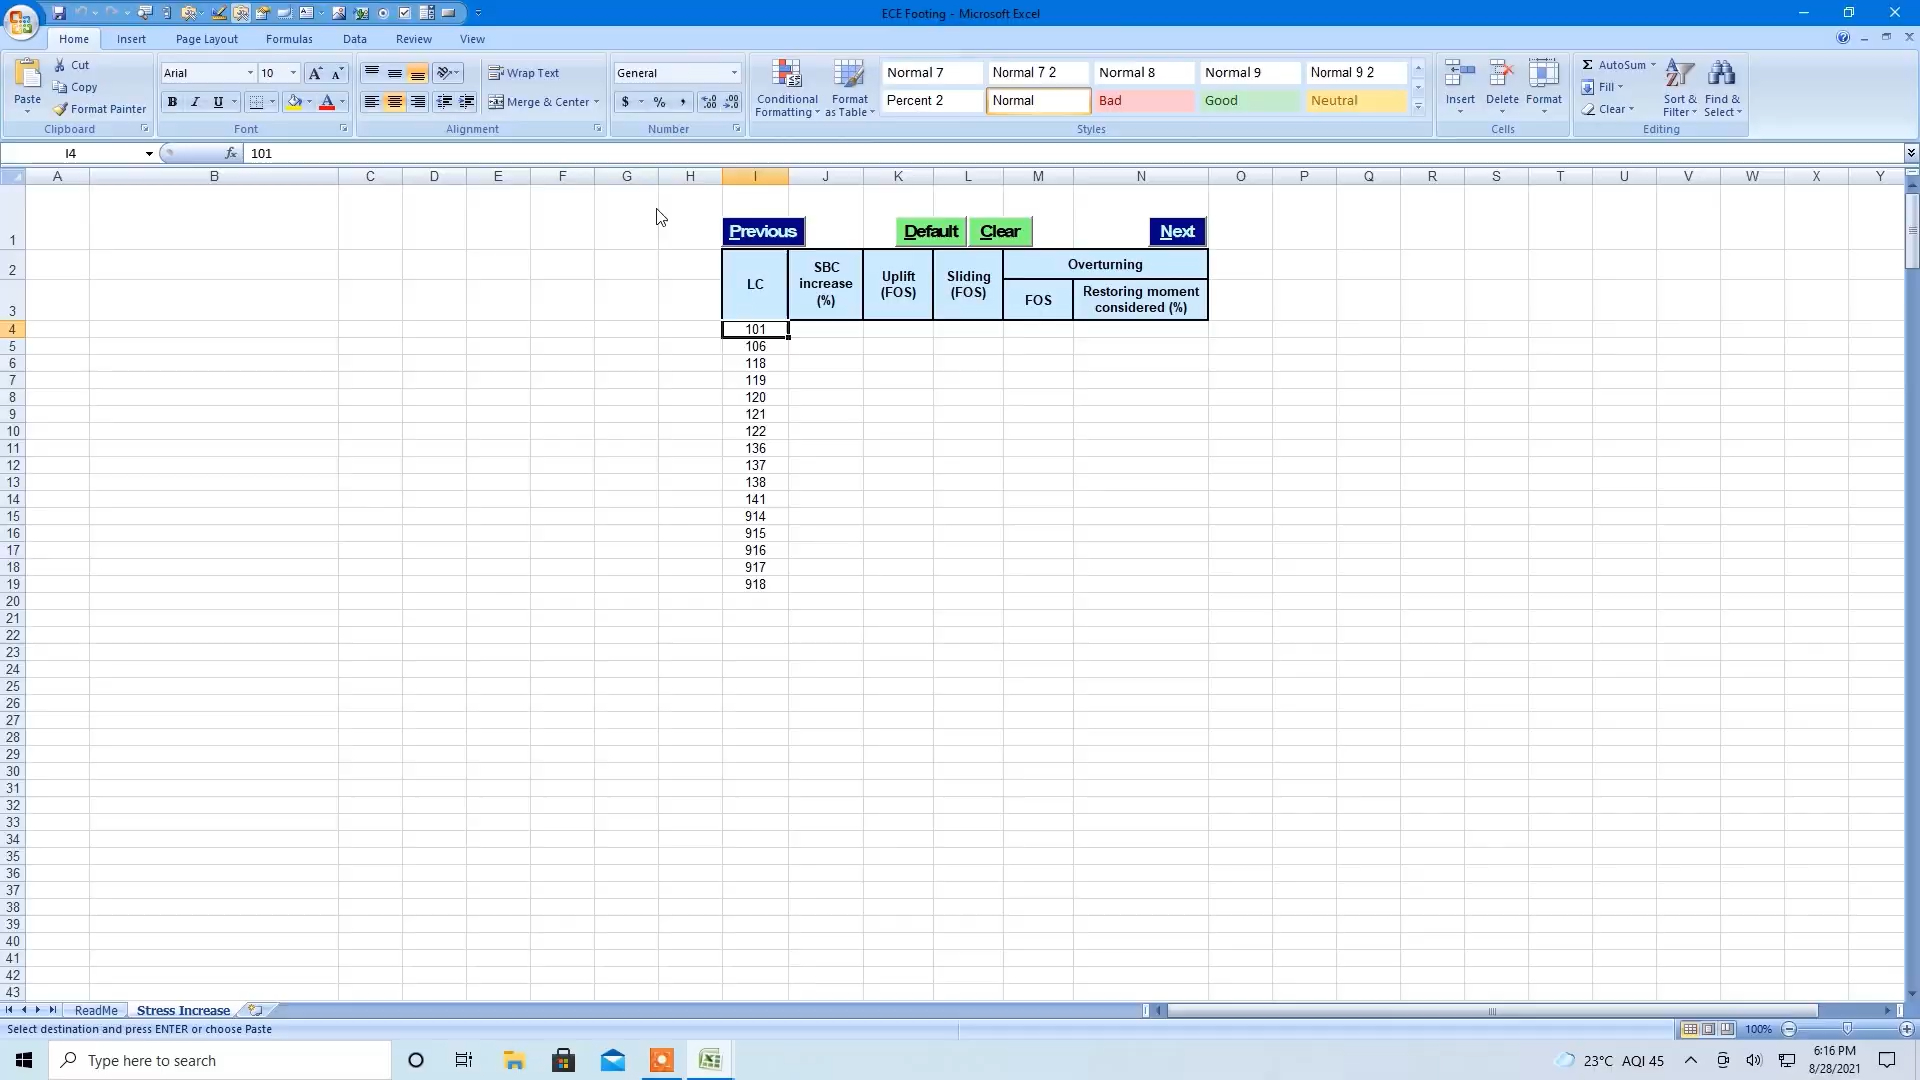 ECE Footing - Microsoft Excel
Home Insert Page Layout Formulas Data Review View
Paste Cut Copy Format Painter
Arial 10
B I U
Wrap Text
Merge & Center
General
$ % ,
Conditional Formatting Format as Table
Normal 7 Normal 7 2 Normal 8 Normal 9 Normal 9 2
Percent 2 Normal Bad Good Neutral
Insert Delete Format
Σ AutoSum
Fill
Clear
Sort & Filter Find & Select
Clipboard Font Alignment Number Styles Cells Editing
I4 fx 101
A B C D E F G H I J K L M N O P Q R S T U V W X Y
1 Previous Default Clear Next
2 LC SBC increase (%) Uplift (FOS) Sliding (FOS) Overturning
3 FOS Restoring moment considered (%)
4 101
5 106
6 118
7 119
8 120
9 121
10 122
11 136
12 137
13 138
14 141
15 914
16 915
17 916
18 917
19 918
20
21
22
23
24
25
26
27
28
29
30
31
32
33
34
35
36
37
38
39
40
41
42
43
ReadMe Stress Increase
Select destination and press ENTER or choose Paste
100%
Type here to search
23°C AQI 45
6:16 PM
8/28/2021